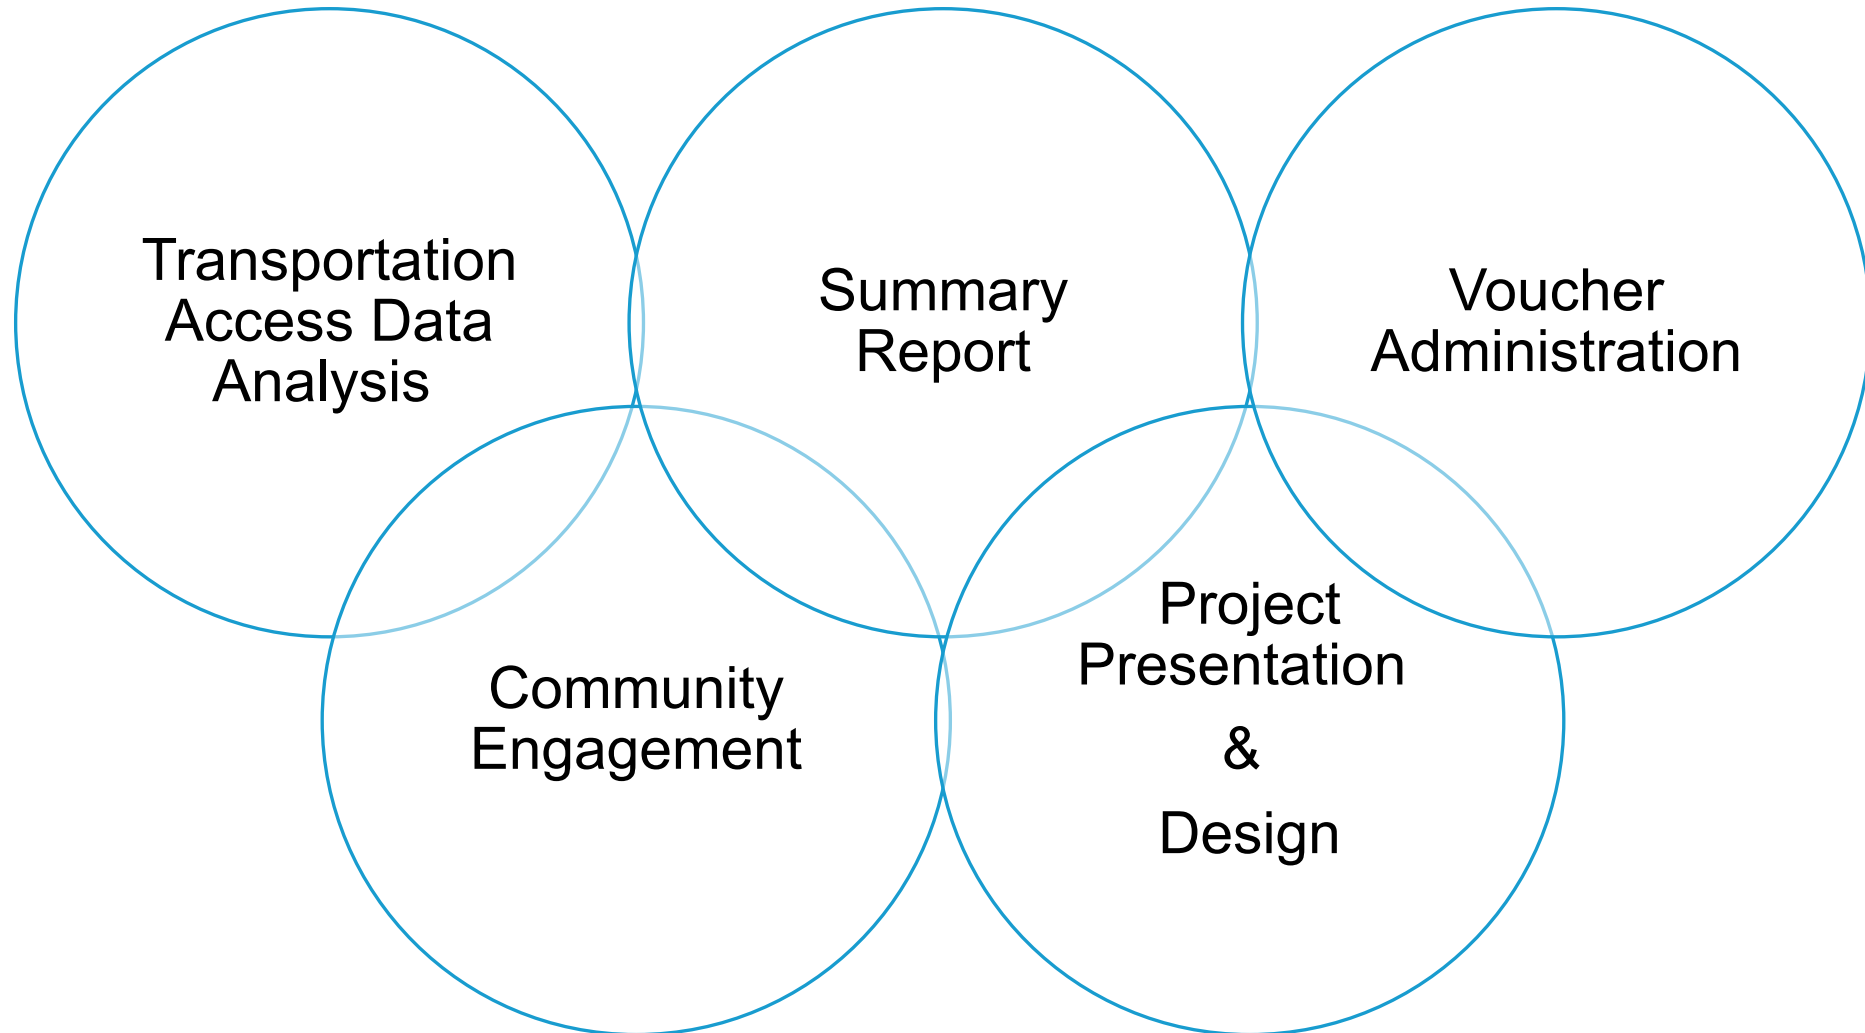 Transportation
Access Data
Analysis
Summary
Report
Voucher
Administration
Community
Engagement
Project
Presentation
&
Design